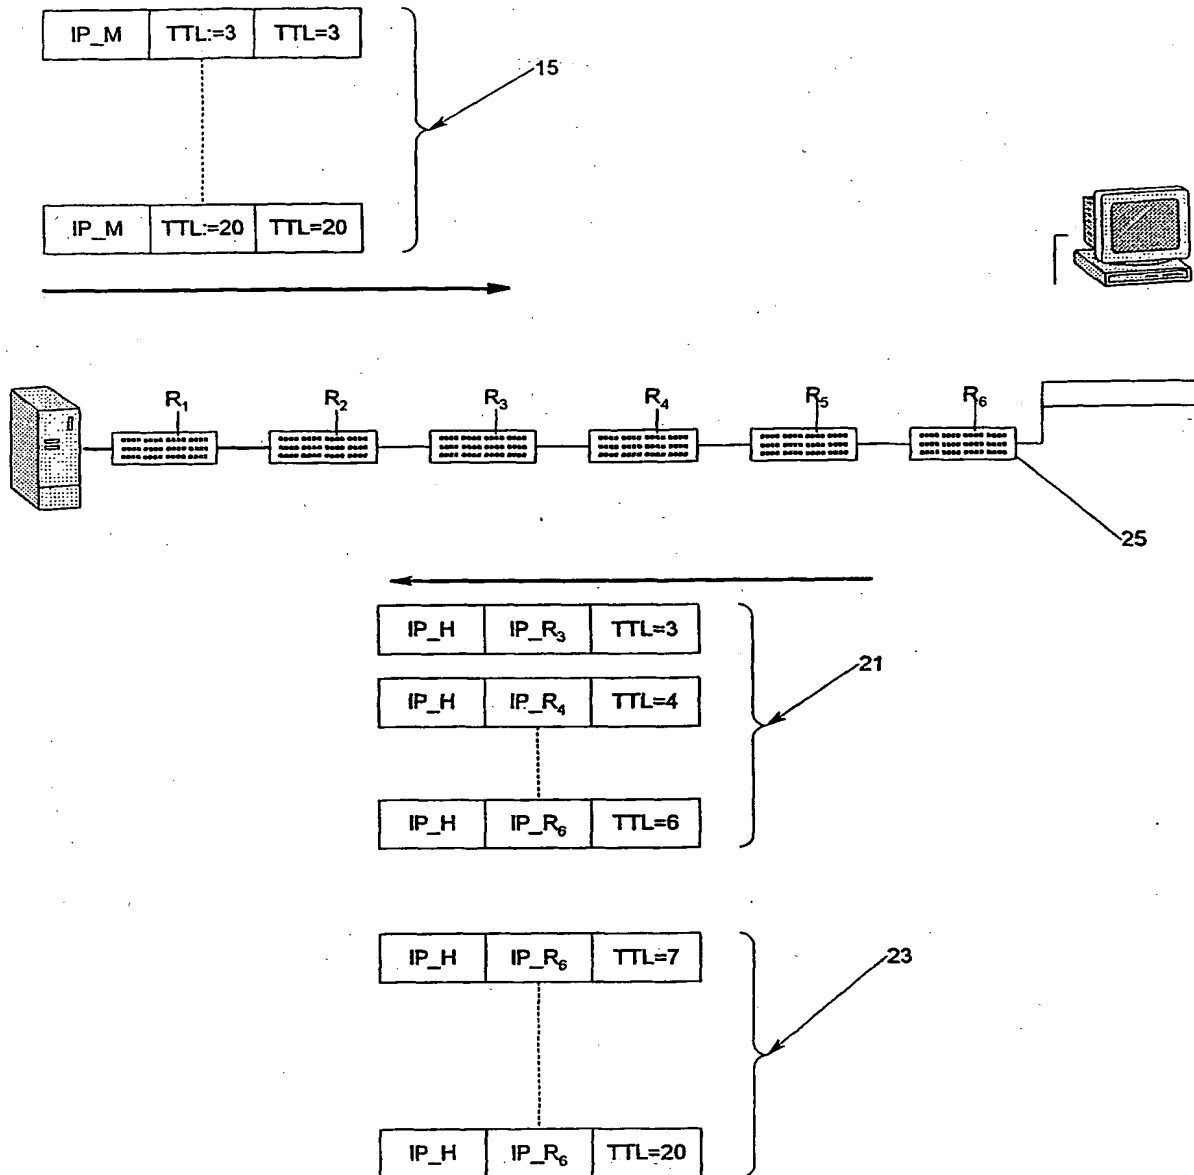 IP_M TTL:=3 TTL=3
15
IP_M TTL:=20 TTL=20
R₁ R₂ R₃ R₄ R₅ R₆
25
IP_H IP_R₃ TTL=3
21
IP_H IP_R₄ TTL=4
IP_H IP_R₆ TTL=6
IP_H IP_R₆ TTL=7
23
IP_H IP_R₆ TTL=20